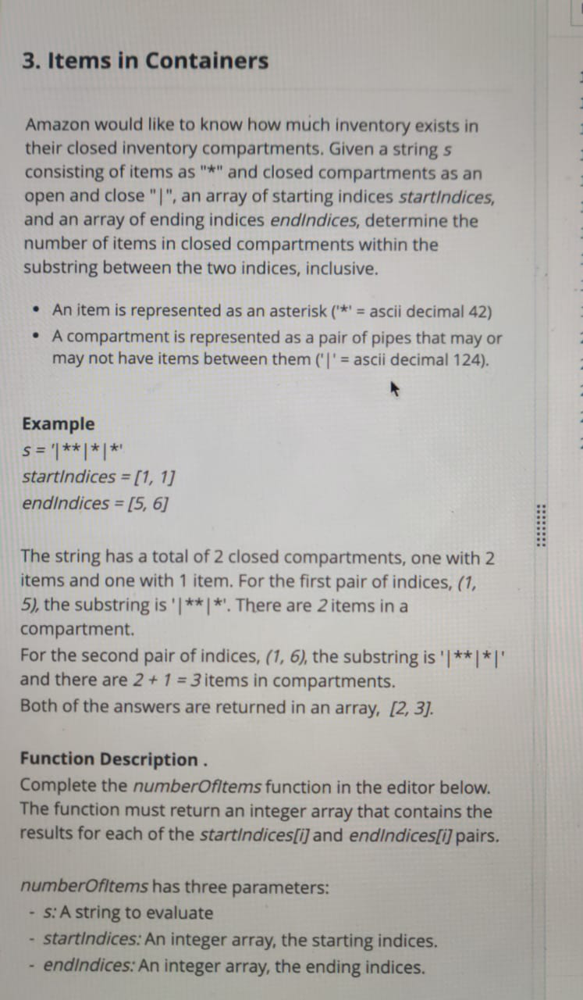 3. Items in Containers
Amazon would like to know how much inventory exists in
their closed inventory compartments. Given a string s
consisting of items as "*" and closed compartments as an
open and close "|", an array of starting indices startIndices,
and an array of ending indices endIndices, determine the
number of items in closed compartments within the
substring between the two indices, inclusive.
• An item is represented as an asterisk ('*' = ascii decimal 42)
• A compartment is represented as a pair of pipes that may or
may not have items between them ('|' = ascii decimal 124).
Example
s = '|**|*|*'
startIndices = [1, 1]
endIndices = [5, 6]
The string has a total of 2 closed compartments, one with 2
items and one with 1 item. For the first pair of indices, (1,
5), the substring is '|**|*'. There are 2 items in a
compartment.
For the second pair of indices, (1, 6), the substring is '|**|*|'
and there are 2 + 1 = 3 items in compartments.
Both of the answers are returned in an array, [2, 3].
Function Description .
Complete the numberOfItems function in the editor below.
The function must return an integer array that contains the
results for each of the startIndices[i] and endIndices[i] pairs.
numberOfItems has three parameters:
- s: A string to evaluate
- startIndices: An integer array, the starting indices.
- endIndices: An integer array, the ending indices.